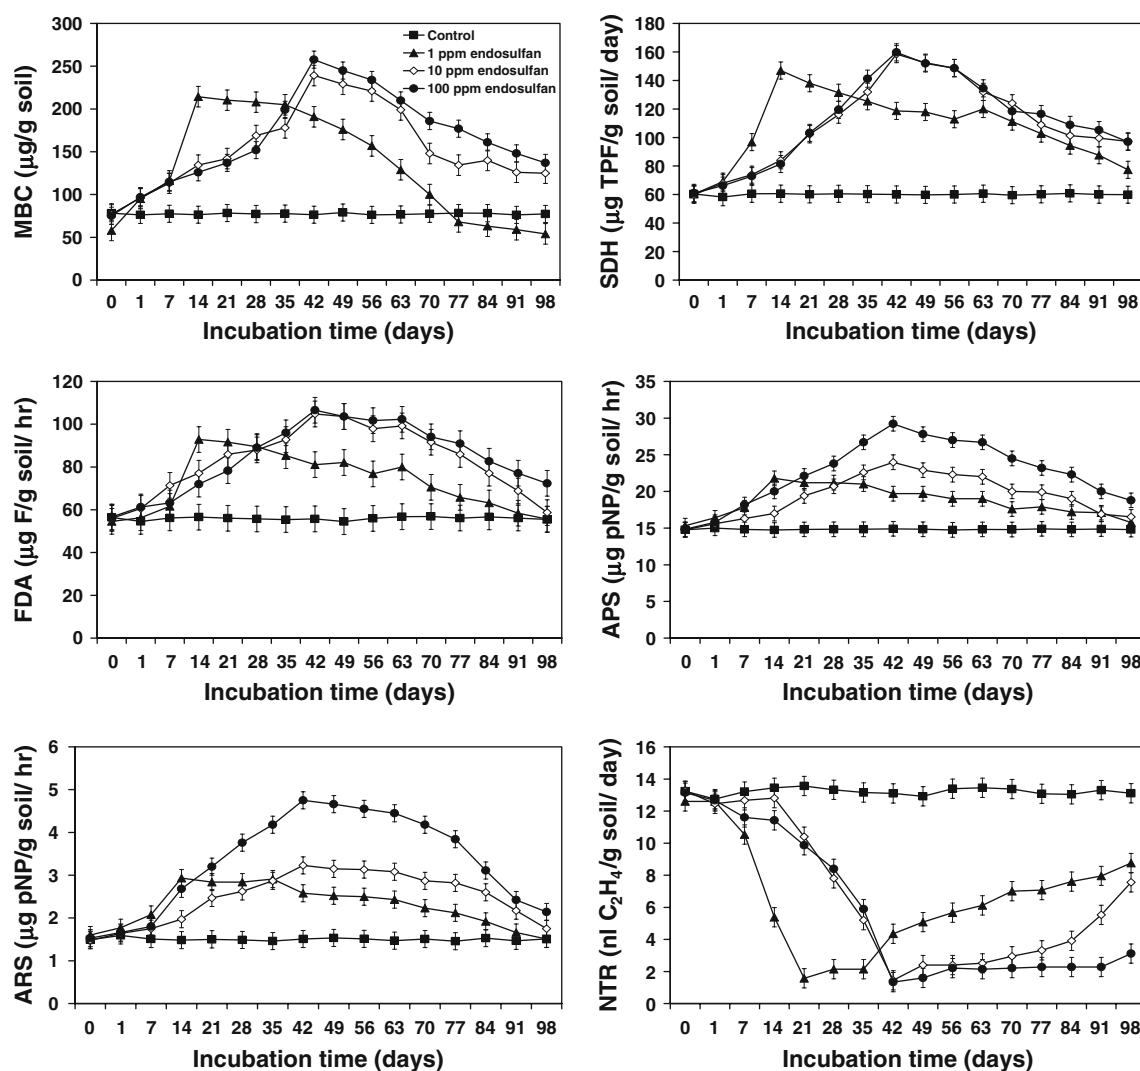 MBC (µg/g soil)
300
250
200
150
100
50
0
Control
1 ppm endosulfan
10 ppm endosulfan
100 ppm endosulfan
0 1 7 14 21 28 35 42 49 56 63 70 77 84 91 98
Incubation time (days)
SDH (µg TPF/g soil/ day)
180
160
140
120
100
80
60
40
20
0
0 1 7 14 21 28 35 42 49 56 63 70 77 84 91 98
Incubation time (days)
FDA (µg F/g soil/ hr)
120
100
80
60
40
20
0
0 1 7 14 21 28 35 42 49 56 63 70 77 84 91 98
Incubation time (days)
APS (µg pNP/g soil/ hr)
35
30
25
20
15
10
5
0
0 1 7 14 21 28 35 42 49 56 63 70 77 84 91 98
Incubation time (days)
ARS (µg pNP/g soil/ hr)
6
5
4
3
2
1
0
0 1 7 14 21 28 35 42 49 56 63 70 77 84 91 98
Incubation time (days)
NTR (nl C₂H₄/g soil/ day)
16
14
12
10
8
6
4
2
0
0 1 7 14 21 28 35 42 49 56 63 70 77 84 91 98
Incubation time (days)